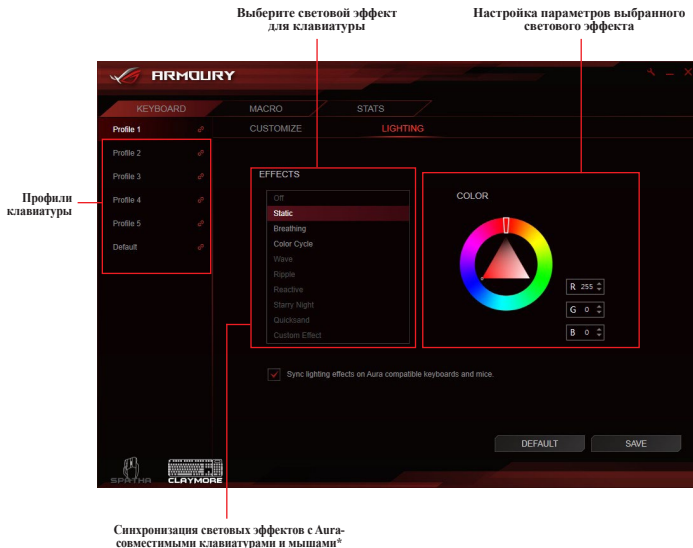 Выберите световой эффект
для клавиатуры
Настройка параметров выбранного
светового эффекта
ARMOURY
KEYBOARD
MACRO
STATS
Profile 1
CUSTOMIZE
LIGHTING
Profile 2
Profile 3
Profile 4
Profile 5
Default
Профили
клавиатуры
EFFECTS
Off
Static
Breathing
Color Cycle
Wave
Ripple
Reactive
Starry Night
Quicksand
Custom Effect
COLOR
R 255
G 0
B 0
Sync lighting effects on Aura compatible keyboards and mice.
DEFAULT
SAVE
SPATHA
CLAYMORE
Синхронизация световых эффектов с Aura-
совместимыми клавиатурами и мышами*